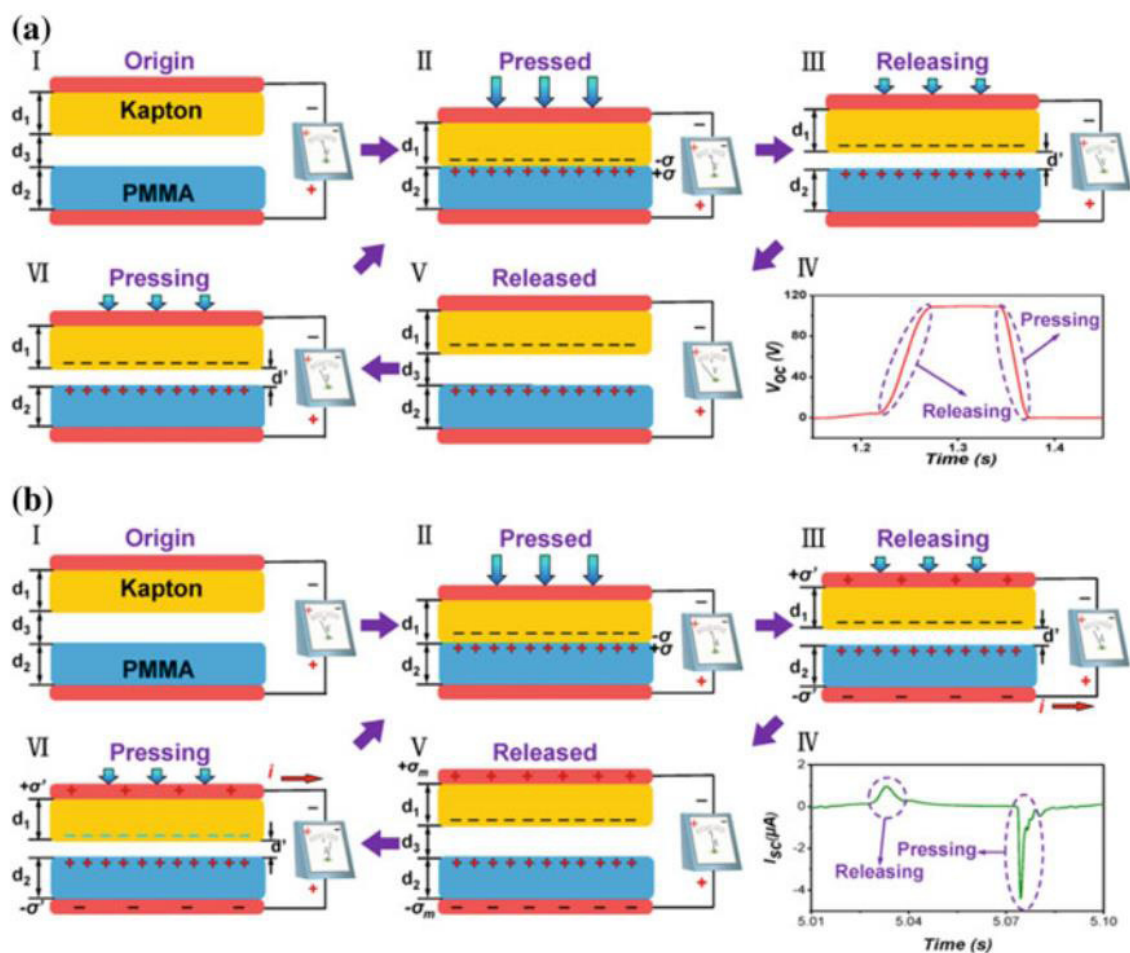 (a)
I
Origin
d₁
Kapton
d₃
d₂
PMMA
−
+
II
Pressed
d₁
-σ
+σ
d₂
−
+
III
Releasing
d₁
d'
d₂
−
+
VI
Pressing
d₁
d'
d₂
−
+
V
Released
d₁
d₃
d₂
−
+
IV
120
80
40
0
V_OC (V)
Pressing
Releasing
1.2 1.3 1.4
Time (s)
(b)
I
Origin
d₁
Kapton
d₃
d₂
PMMA
−
+
II
Pressed
d₁
-σ
+σ
d₂
−
+
III
Releasing
+σ'
d₁
d'
d₂
-σ'
i
−
+
VI
Pressing
+σ'
i
d₁
d'
d₂
-σ'
−
+
V
Released
+σₘ
d₁
d₃
d₂
-σₘ
−
+
IV
2
0
-2
-4
I_SC(μA)
Releasing
Pressing
5.01 5.04 5.07 5.10
Time (s)